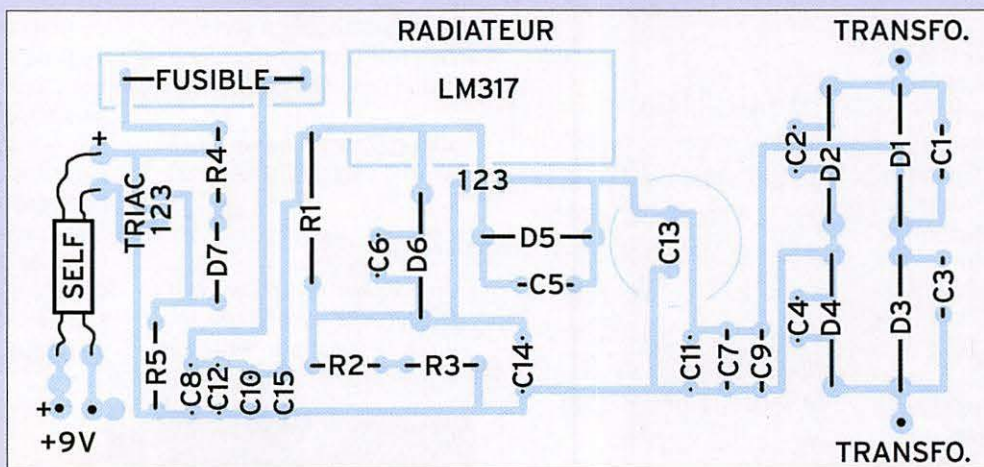 RADIATEUR
TRANSFO.
FUSIBLE
LM317
+
TRIAC
123
R4
D7
R1
C6
D6
123
D5
C5
C13
C2
D2
D1
C1
SELF
R5
C8
C12
C10
C15
R2
R3
C14
C11
C7
C9
C4
D4
D3
C3
+
+9V
TRANSFO.